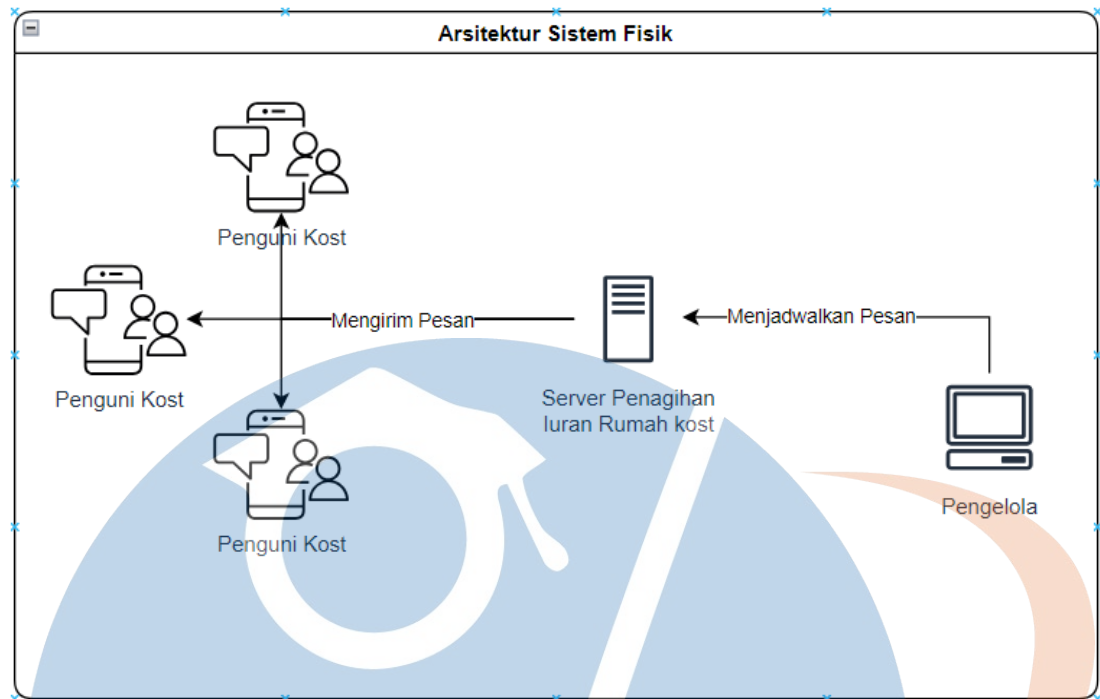 Arsitektur Sistem Fisik
Penguni Kost
Mengirim Pesan
Menjadwalkan Pesan
Penguni Kost
Server Penagihan
Iuran Rumah kost
Pengelola
Penguni Kost